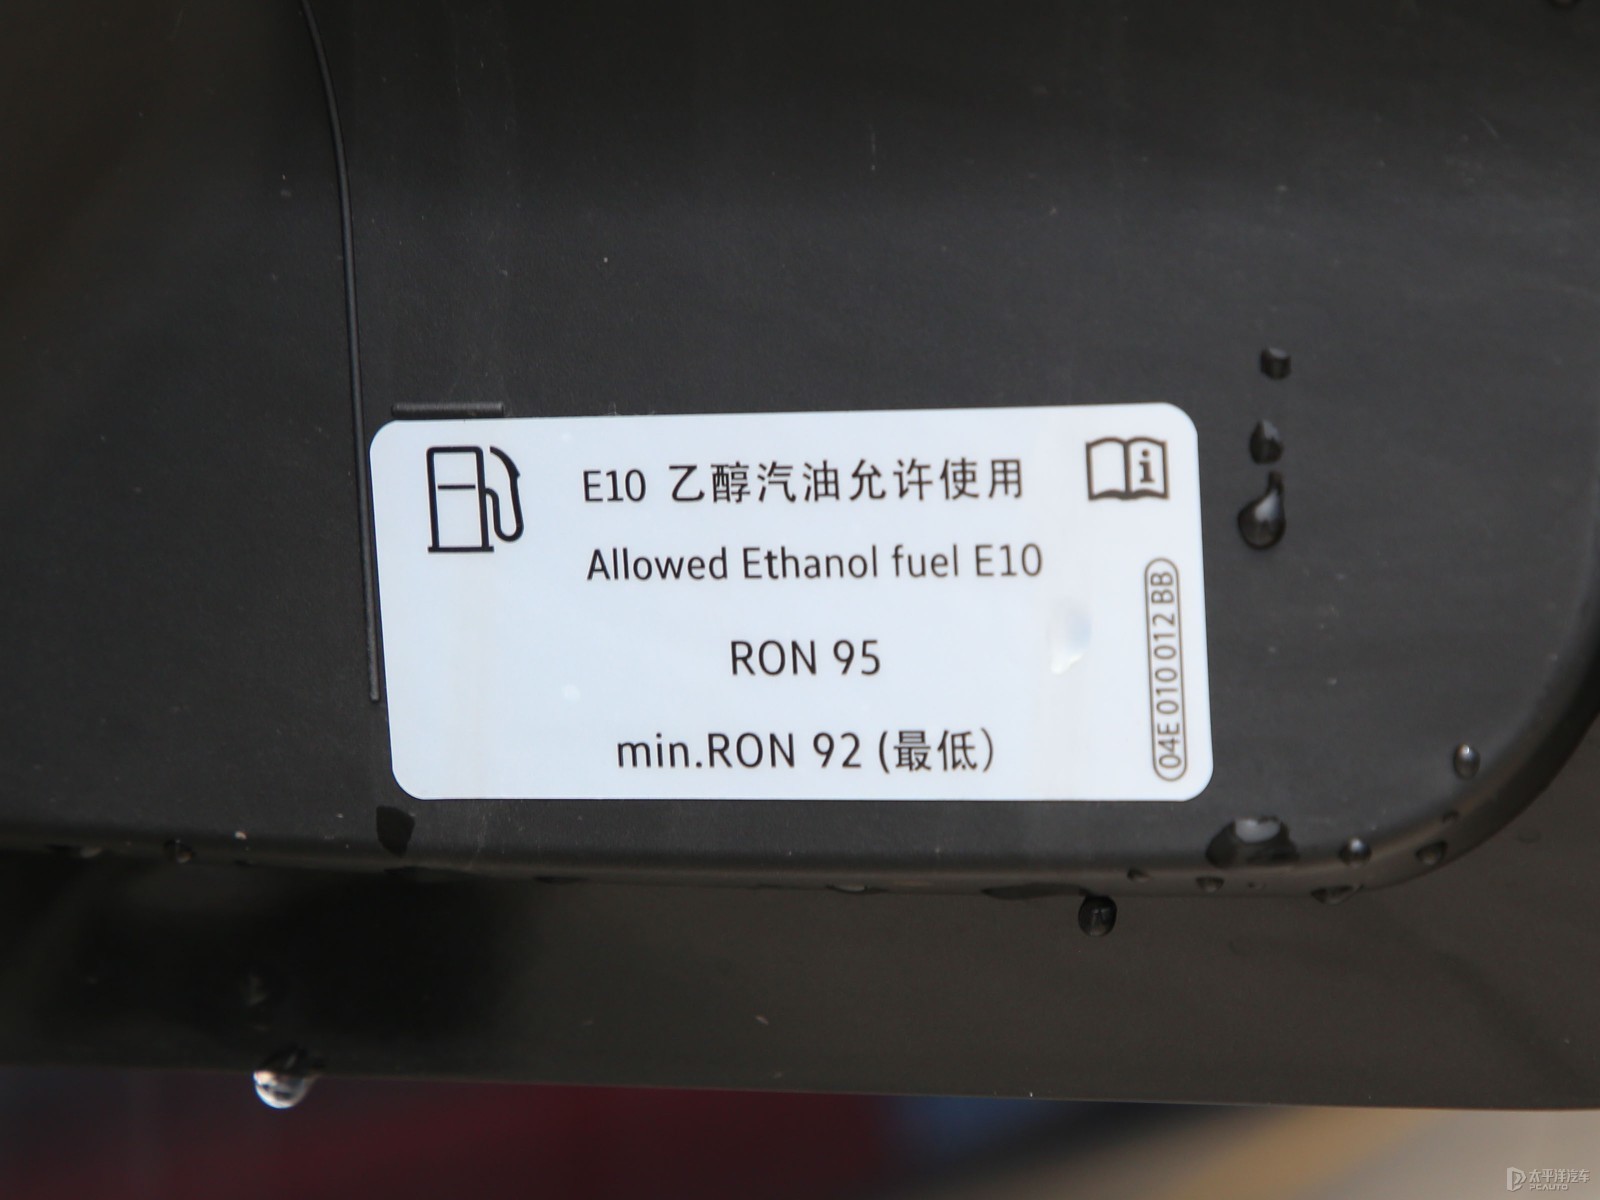 E10 乙醇汽油允许使用
Allowed Ethanol fuel E10
RON 95
min.RON 92 (最低)
04E 010 012 BB
太平洋汽车
PCAUTO